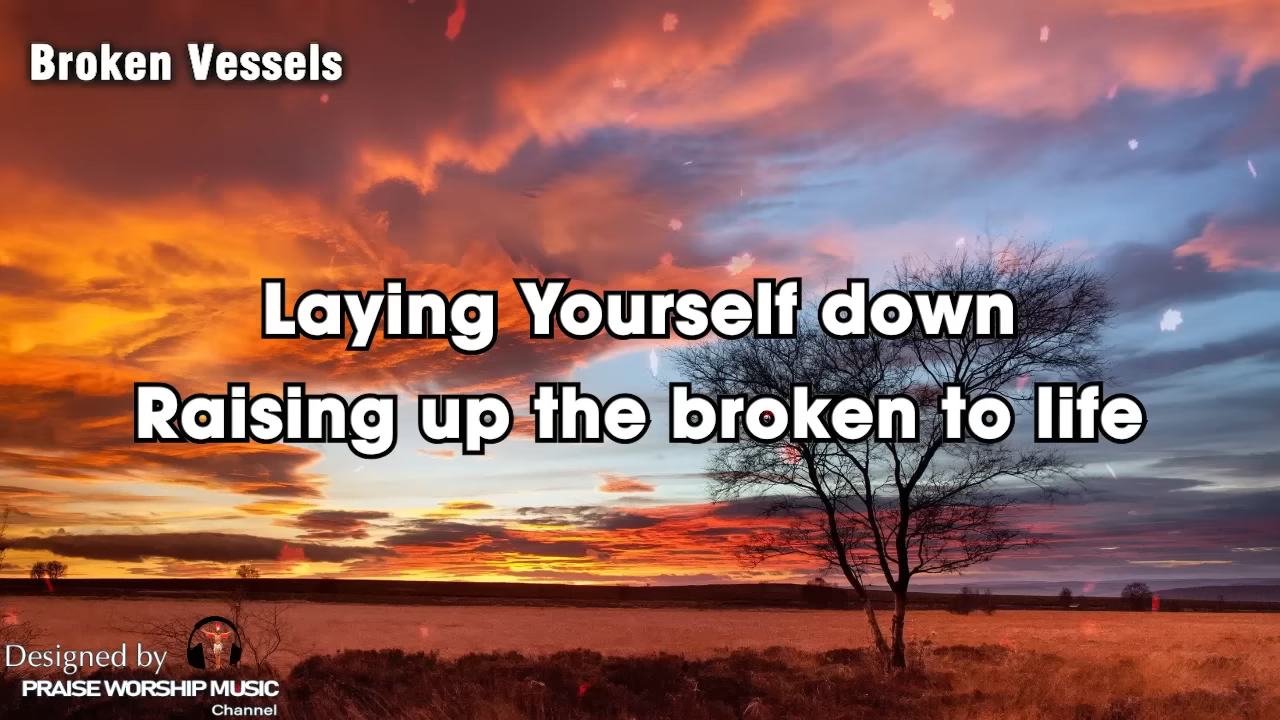 Broken Vessels
Laying Yourself down
Raising up the broken to life
Designed by
PRAISE WORSHIP MUSIC
Channel